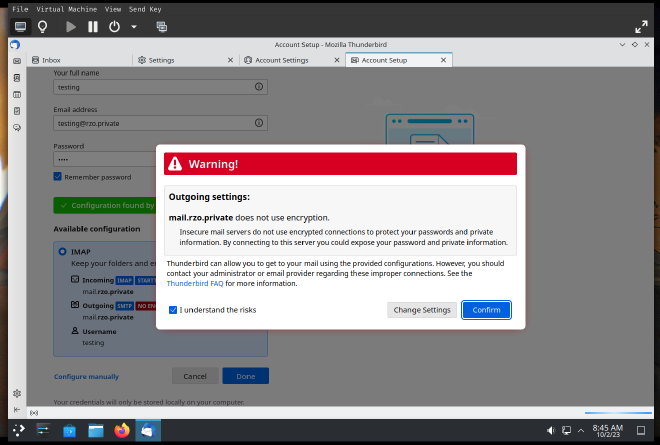 File Virtual Machine View Send Key
Account Setup - Mozilla Thunderbird
Inbox
Settings
Account Settings
Account Setup
Your full name
testing
Email address
testing@rzo.private
Password
Remember password
Configuration found by
Available configuration
IMAP
Keep your folders and e
Incoming IMAP STARTT
mail.rzo.private
Outgoing SMTP NO EN
mail.rzo.private
Username
testing
Configure manually
Cancel
Done
Your credentials will only be stored locally on your computer.
Warning!
Outgoing settings:
mail.rzo.private does not use encryption.
Insecure mail servers do not use encrypted connections to protect your passwords and private
information. By connecting to this server you could expose your password and private information.
Thunderbird can allow you to get to your mail using the provided configurations. However, you should
contact your administrator or email provider regarding these improper connections. See the
Thunderbird FAQ for more information.
I understand the risks
Change Settings
Confirm
8:45 AM
10/2/23